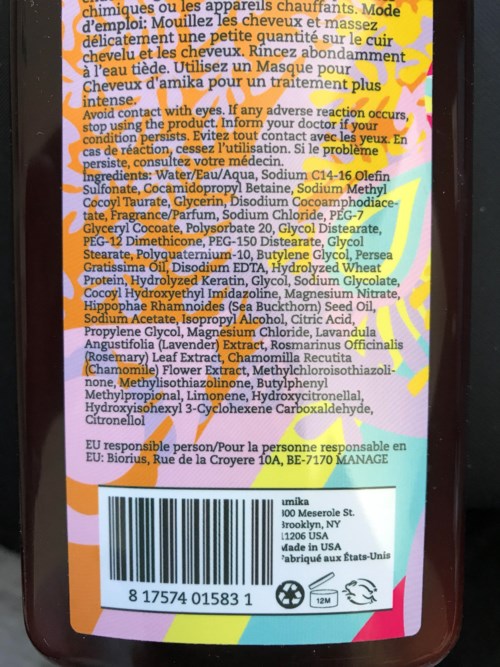 chimiques ou les appareils chauffants. Mode
d'emploi: Mouillez les cheveux et massez
délicatement une petite quantité sur le cuir
chevelu et les cheveux. Rincez abondamment
à l'eau tiède. Utilisez un Masque pour
Cheveux d'amika pour un traitement plus
intense.
Avoid contact with eyes. If any adverse reaction occurs,
stop using the product. Inform your doctor if your
condition persists. Evitez tout contact avec les yeux. En
cas de réaction, cessez l'utilisation. Si le problème
persiste, consultez votre médecin.
Ingredients: Water/Eau/Aqua, Sodium C14-16 Olefin
Sulfonate, Cocamidopropyl Betaine, Sodium Methyl
Cocoyl Taurate, Glycerin, Disodium Cocoamphodiace-
tate, Fragrance/Parfum, Sodium Chloride, PEG-7
Glyceryl Cocoate, Polysorbate 20, Glycol Distearate,
PEG-12 Dimethicone, PEG-150 Distearate, Glycol
Stearate, Polyquaternium-10, Butylene Glycol, Persea
Gratissima Oil, Disodium EDTA, Hydrolyzed Wheat
Protein, Hydrolyzed Keratin, Glycol, Sodium Glycolate,
Cocoyl Hydroxyethyl Imidazoline, Magnesium Nitrate,
Hippophae Rhamnoides (Sea Buckthorn) Seed Oil,
Sodium Acetate, Isopropyl Alcohol, Citric Acid,
Propylene Glycol, Magnesium Chloride, Lavandula
Angustifolia (Lavender) Extract, Rosmarinus Officinalis
(Rosemary) Leaf Extract, Chamomilla Recutita
(Chamomile) Flower Extract, Methylchloroisothiazoli-
none, Methylisothiazolinone, Butylphenyl
Methylpropional, Limonene, Hydroxycitronellal,
Hydroxyisohexyl 3-Cyclohexene Carboxaldehyde,
Citronellol
EU responsible person/Pour la personne responsable en
EU: Biorius, Rue de la Croyere 10A, BE-7170 MANAGE
amika
300 Meserole St.
Brooklyn, NY
11206 USA
Made in USA
Fabriqué aux États-Unis
8 17574 01583 1
12M